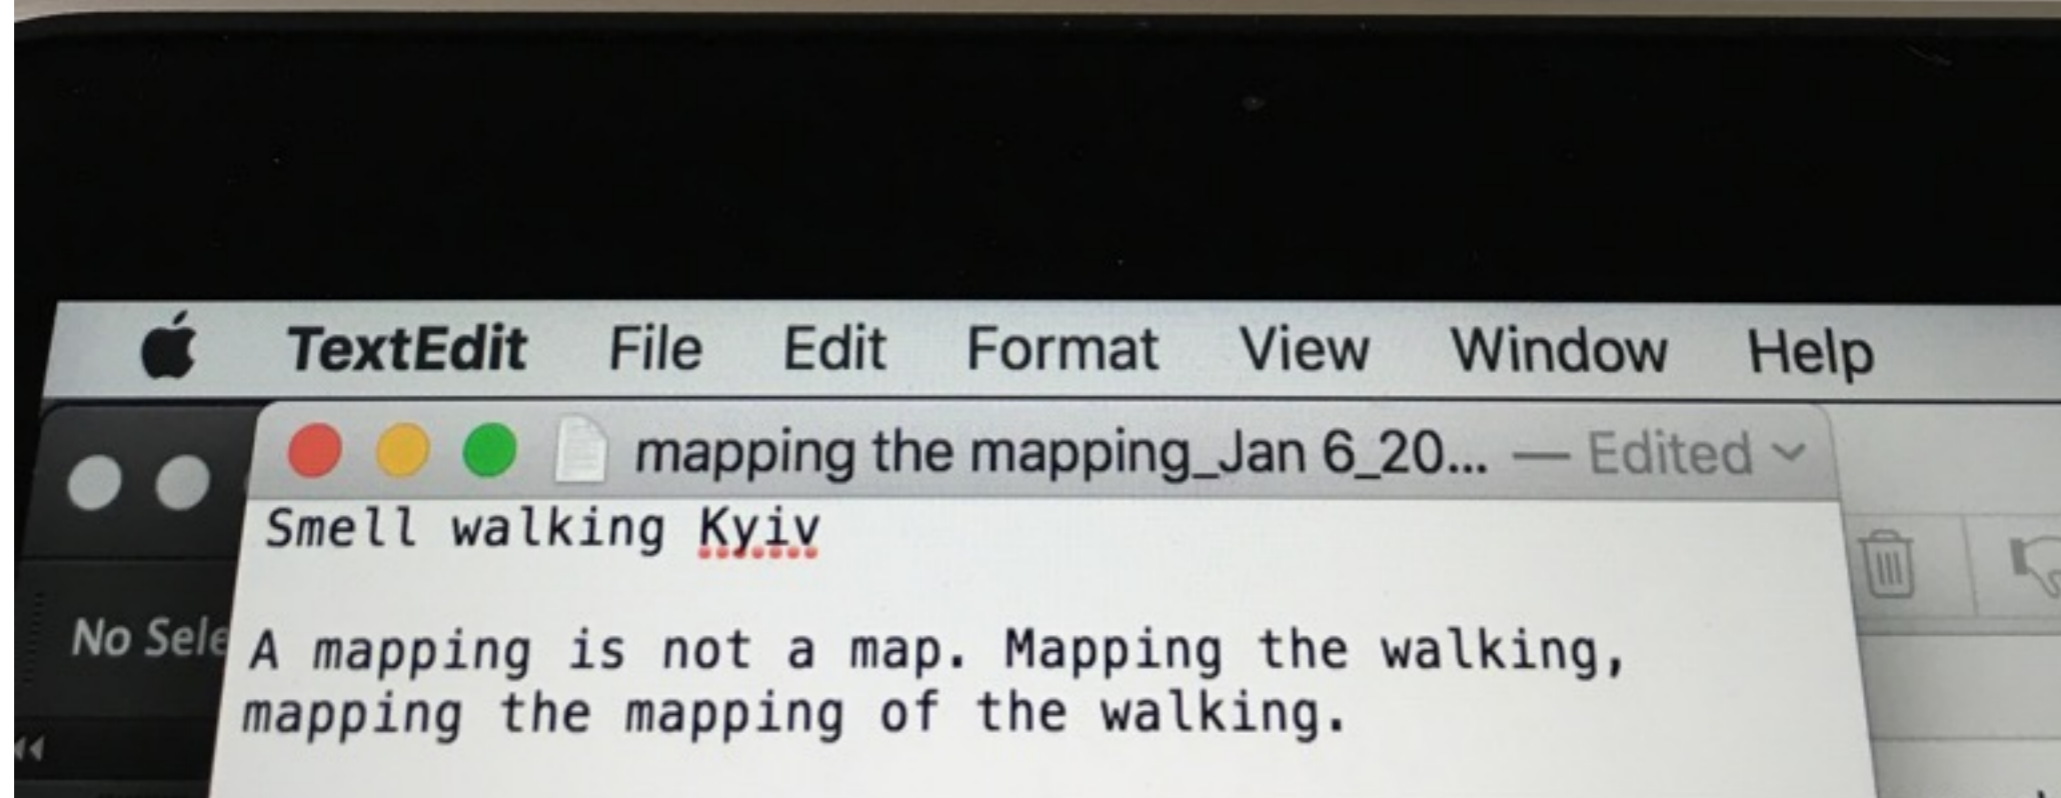 TextEdit File Edit Format View Window Help
mapping the mapping_Jan 6_20... — Edited
Smell walking Kyiv
No Sele
A mapping is not a map. Mapping the walking,
mapping the mapping of the walking.